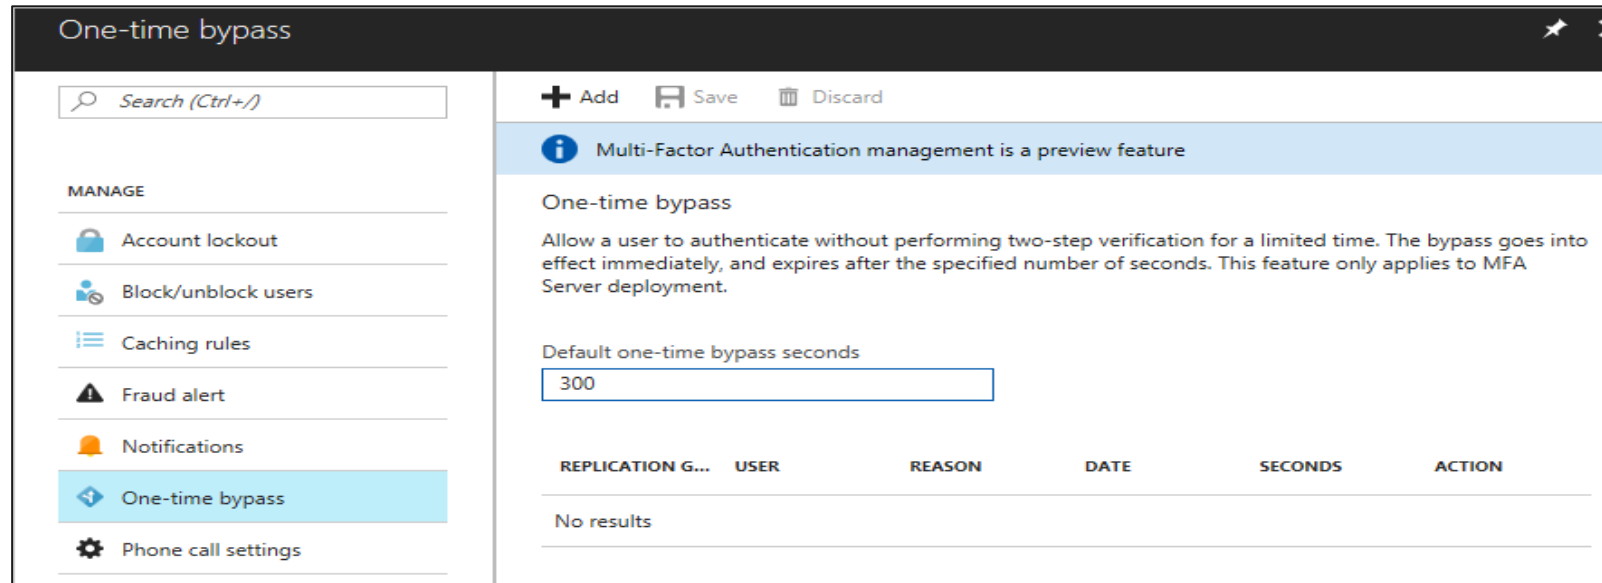 One-time bypass
Search (Ctrl+/)
MANAGE
Account lockout
Block/unblock users
Caching rules
Fraud alert
Notifications
One-time bypass
Phone call settings
Add Save Discard
Multi-Factor Authentication management is a preview feature
One-time bypass
Allow a user to authenticate without performing two-step verification for a limited time. The bypass goes into
effect immediately, and expires after the specified number of seconds. This feature only applies to MFA
Server deployment.
Default one-time bypass seconds
300
REPLICATION G... USER REASON DATE SECONDS ACTION
No results